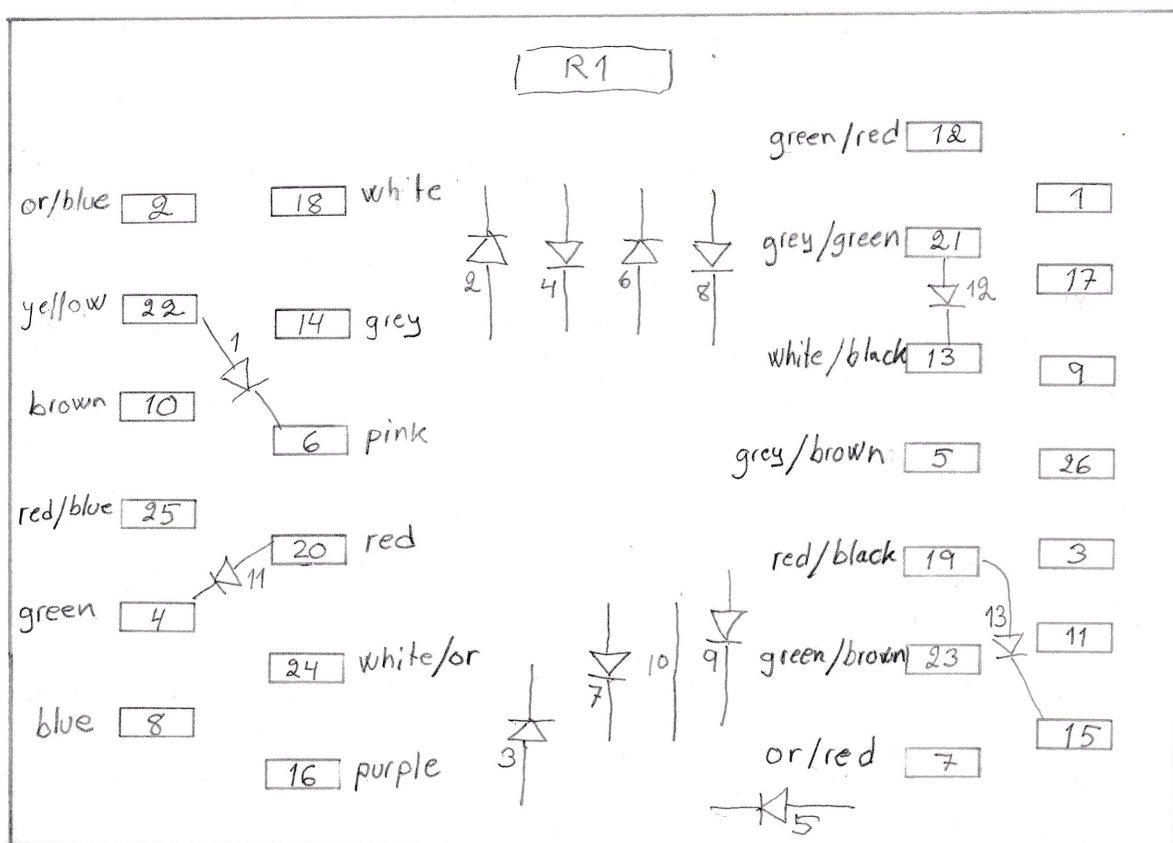 R1
green/red 12
or/blue 2
18 white
1
grey/green 21
2
4
6
8
12
17
yellow 22
14 grey
1
white/black 13
9
brown 10
6 pink
grey/brown 5
26
red/blue 25
20 red
11
red/black 19
3
green 4
13
11
24 white/or
7
10
9
green/brown 23
blue 8
15
16 purple
3
or/red 7
5